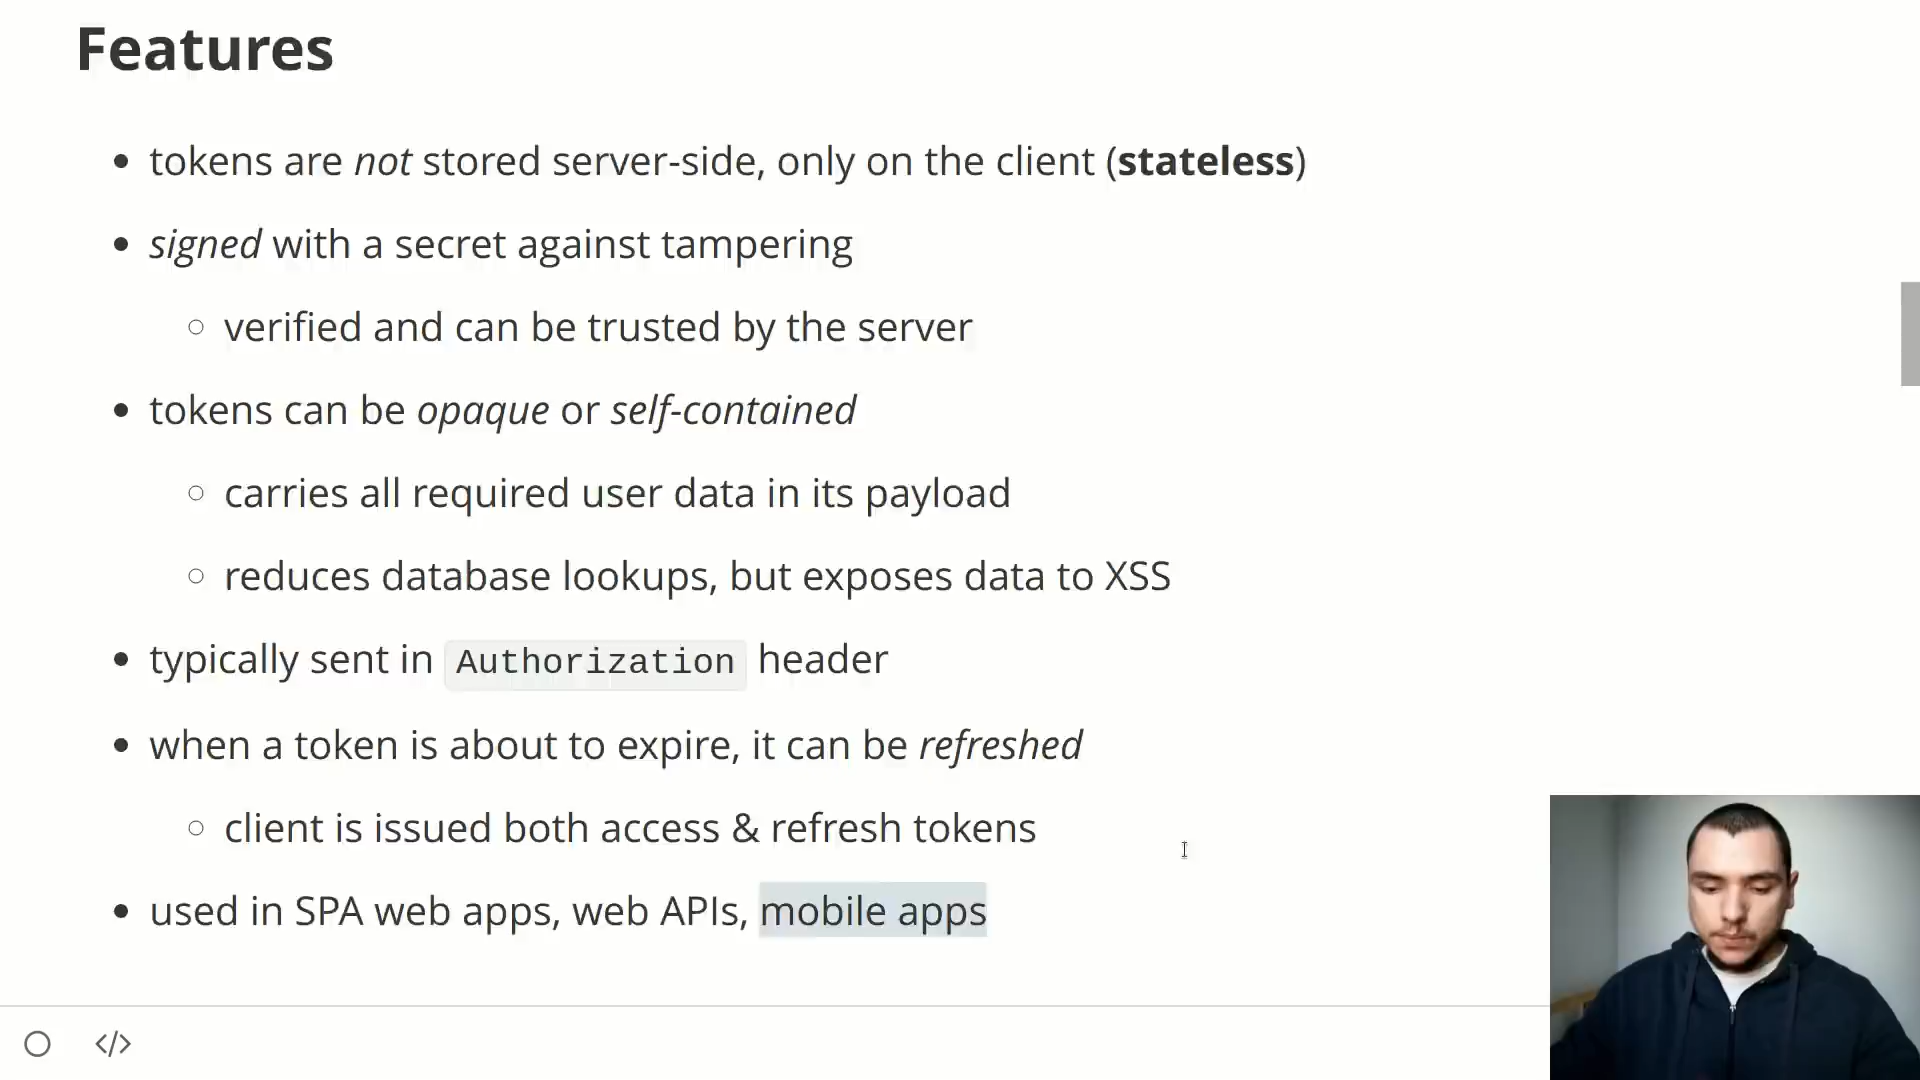 Features
tokens are not stored server-side, only on the client (stateless)
signed with a secret against tampering
verified and can be trusted by the server
tokens can be opaque or self-contained
carries all required user data in its payload
reduces database lookups, but exposes data to XSS
typically sent in Authorization header
when a token is about to expire, it can be refreshed
client is issued both access & refresh tokens
used in SPA web apps, web APIs, mobile apps